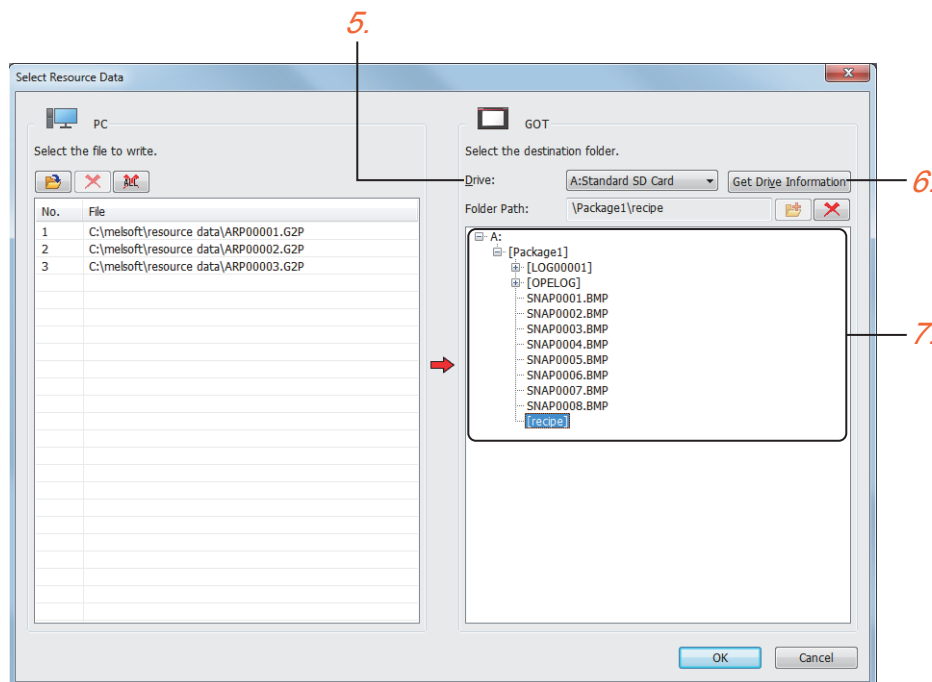 5.
Select Resource Data
X
PC
Select the file to write.
ALL
No. File
1 C:\melsoft\resource data\ARP00001.G2P
2 C:\melsoft\resource data\ARP00002.G2P
3 C:\melsoft\resource data\ARP00003.G2P
GOT
Select the destination folder.
Drive: A:Standard SD Card Get Drive Information
6.
Folder Path: \Package1\recipe
A:
[Package1]
[LOG00001]
[OPELOG]
SNAP0001.BMP
SNAP0002.BMP
SNAP0003.BMP
SNAP0004.BMP
SNAP0005.BMP
SNAP0006.BMP
SNAP0007.BMP
SNAP0008.BMP
[recipe]
7.
OK Cancel